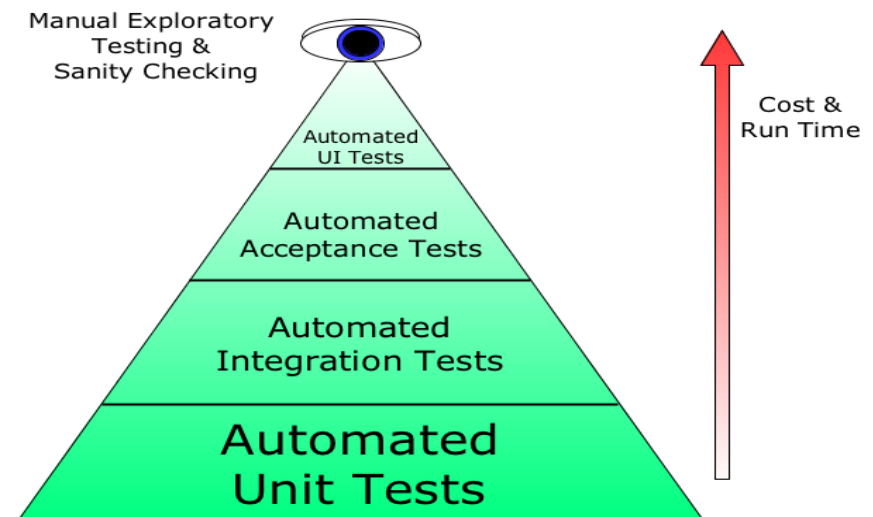 Manual Exploratory
Testing &
Sanity Checking
Cost &
Run Time
Automated
UI Tests
Automated
Acceptance Tests
Automated
Integration Tests
Automated
Unit Tests